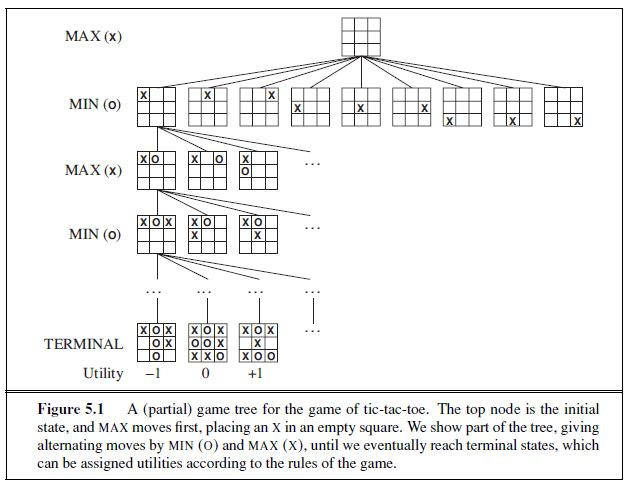 MAX (X)
X X X
MIN (O) X X X
X X X
X O X O X
MAX (X) O
...
X O X X O X O
MIN (O) X X
...
... ... ... ...
X O X X O X X O X ...
TERMINAL O X O O X X
O X X O X O O
Utility –1 0 +1
Figure 5.1 A (partial) game tree for the game of tic-tac-toe. The top node is the initial
state, and MAX moves first, placing an X in an empty square. We show part of the tree, giving
alternating moves by MIN (O) and MAX (X), until we eventually reach terminal states, which
can be assigned utilities according to the rules of the game.